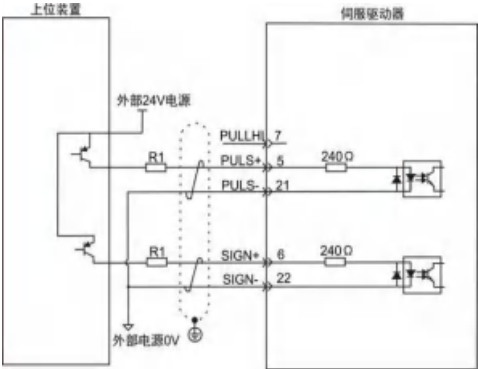 上位装置
伺服驱动器
外部24V电源
PULLHI 7
R1 PULS+ 5 240Ω
PULS- 21
R1 SIGN+ 6 240Ω
SIGN- 22
外部电源0V